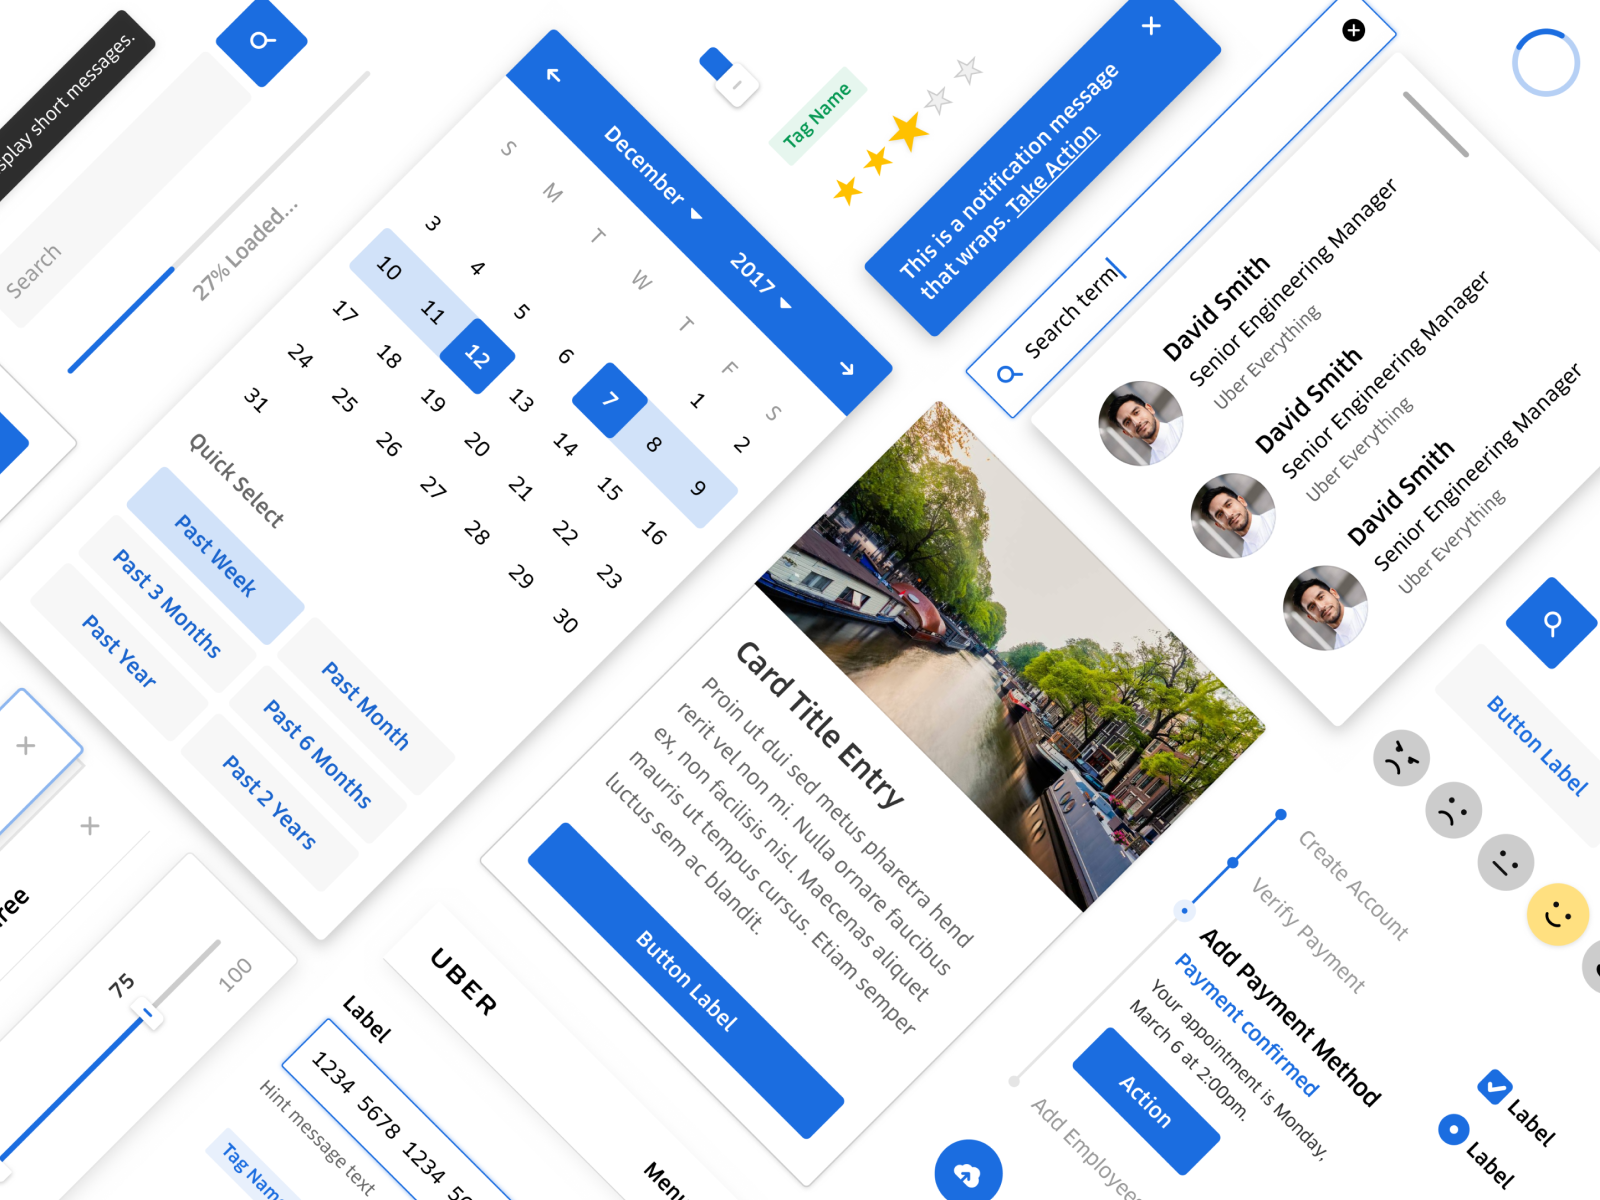 splay short messages.
Search
27% Loaded...
December 2017
S M T W T F S
1 2
3 4 5 6 7 8 9
10 11 12 13 14 15 16
17 18 19 20 21 22 23
24 25 26 27 28 29 30
31
Quick Select
Past Week
Past Month
Past 3 Months
Past 6 Months
Past Year
Past 2 Years
Tag Name
This is a notification message
that wraps. Take Action
Search term
David Smith
Senior Engineering Manager
Uber Everything
David Smith
Senior Engineering Manager
Uber Everything
David Smith
Senior Engineering Manager
Uber Everything
Button Label
Card Title Entry
Proin ut dui sed metus pharetra hend
rerit vel non mi. Nulla ornare faucibus
ex, non facilisis nisl. Maecenas aliquet
mauris ut tempus cursus. Etiam semper
luctus sem ac blandit.
Button Label
Create Account
Verify Payment
Add Payment Method
Payment confirmed
Your appointment is Monday,
March 6 at 2:00pm.
Action
Add Employees
Label
Label
ree
75
100
UBER
Menu
Label
1234 5678 1234 56
Hint message text
Tag Name